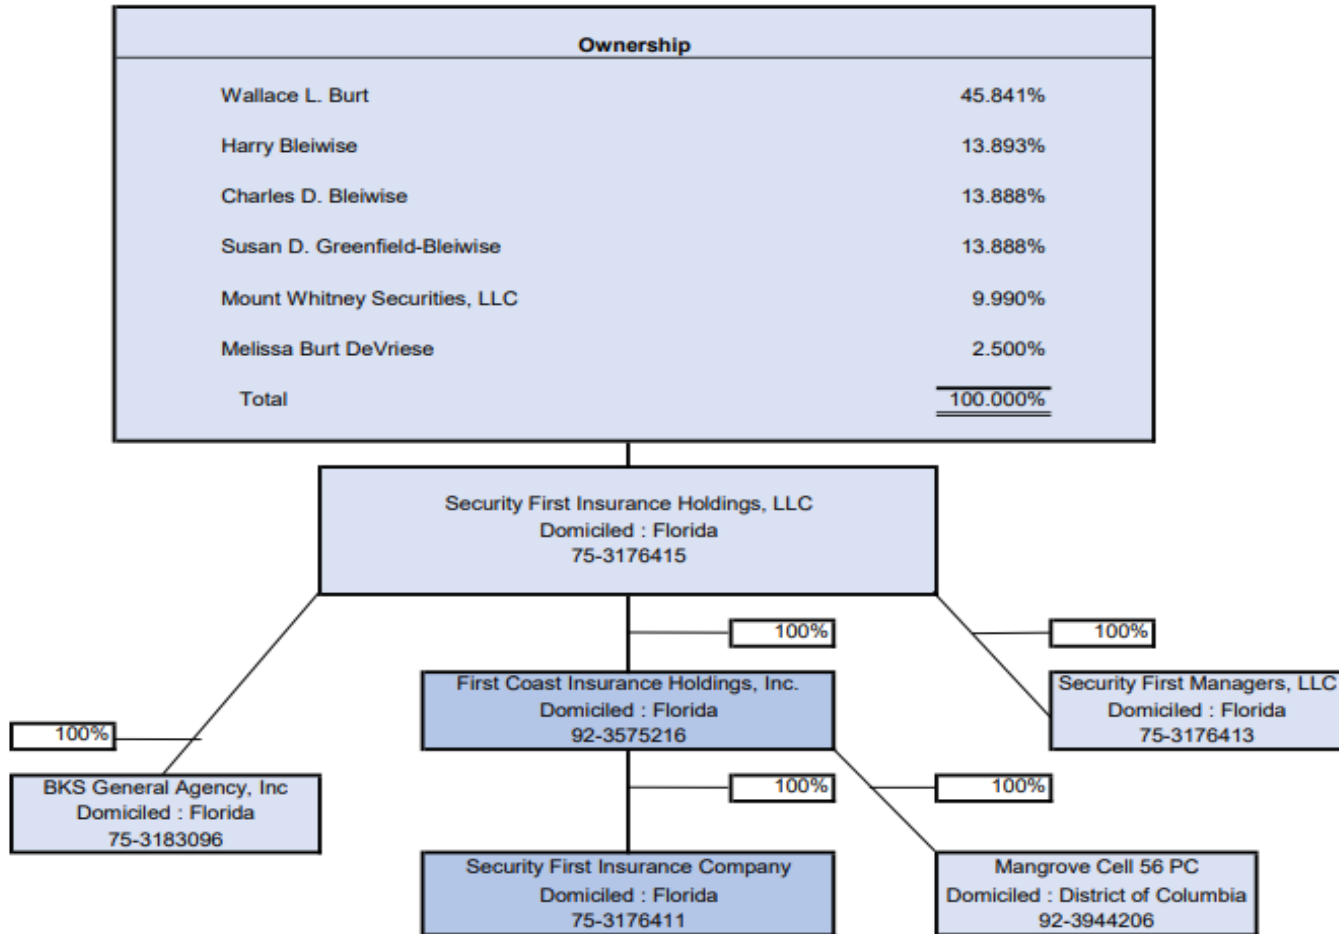 Ownership
Wallace L. Burt 45.841%
Harry Bleiwise 13.893%
Charles D. Bleiwise 13.888%
Susan D. Greenfield-Bleiwise 13.888%
Mount Whitney Securities, LLC 9.990%
Melissa Burt DeVriese 2.500%
Total 100.000%
Security First Insurance Holdings, LLC
Domiciled : Florida
75-3176415
100%
100%
First Coast Insurance Holdings, Inc.
Domiciled : Florida
92-3575216
Security First Managers, LLC
Domiciled : Florida
75-3176413
100%
BKS General Agency, Inc
Domiciled : Florida
75-3183096
100%
100%
Security First Insurance Company
Domiciled : Florida
75-3176411
Mangrove Cell 56 PC
Domiciled : District of Columbia
92-3944206